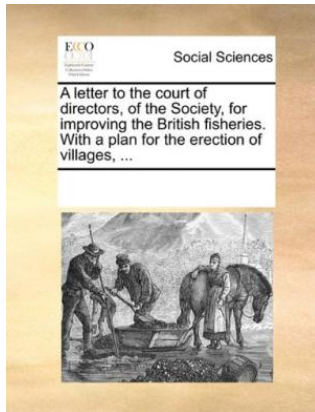 ECCO
Social Sciences
A letter to the court of
directors, of the Society, for
improving the British fisheries.
With a plan for the erection of
villages, ...